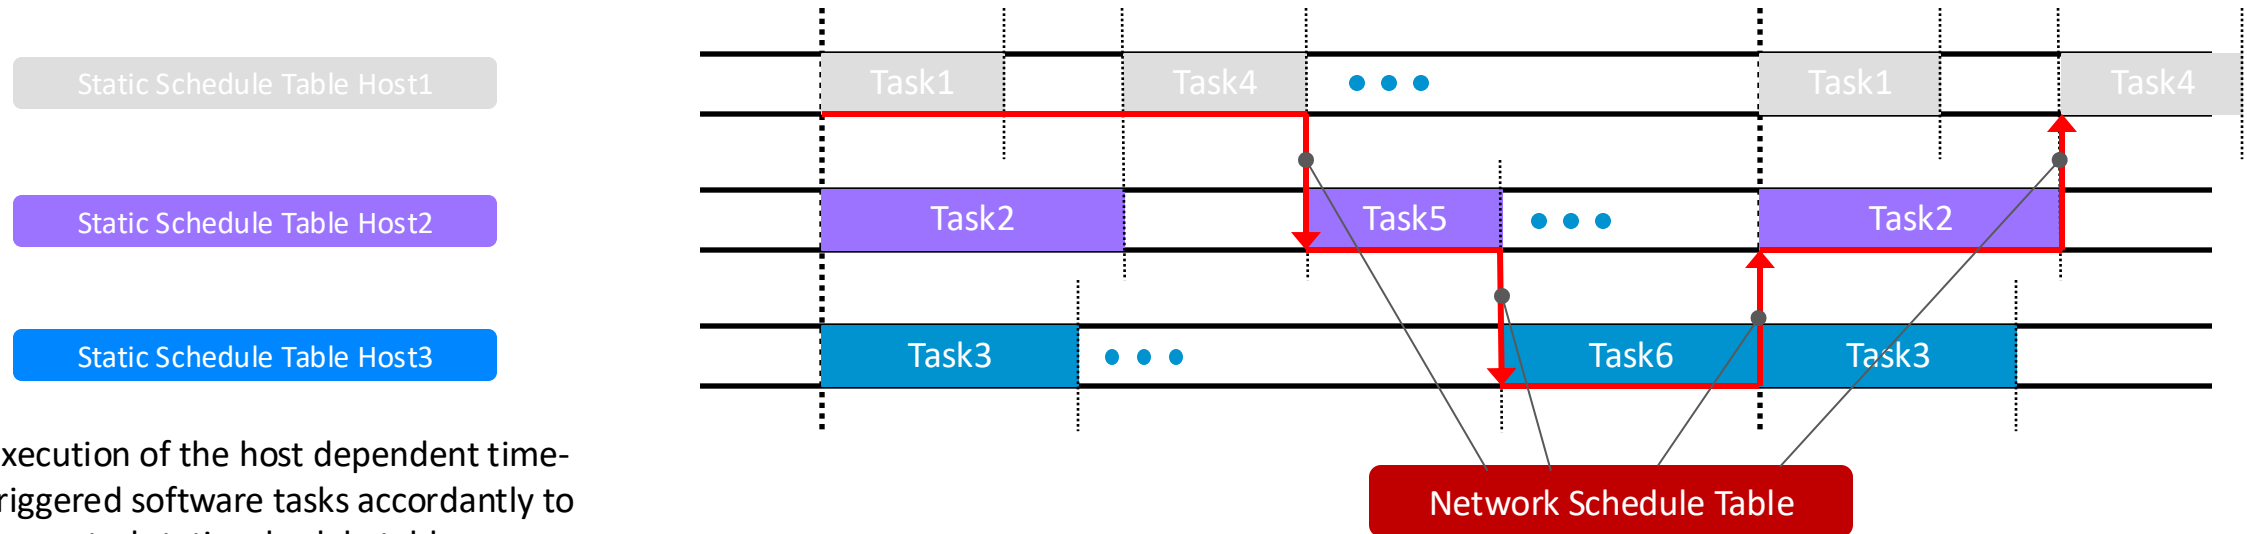 Static Schedule Table Host1
Task1
Task4
Task1
Task4
Static Schedule Table Host2
Task2
Task5
Task2
Static Schedule Table Host3
Task3
Task6
Task3
xecution of the host dependent time-
riggered software tasks accordantly to
Network Schedule Table